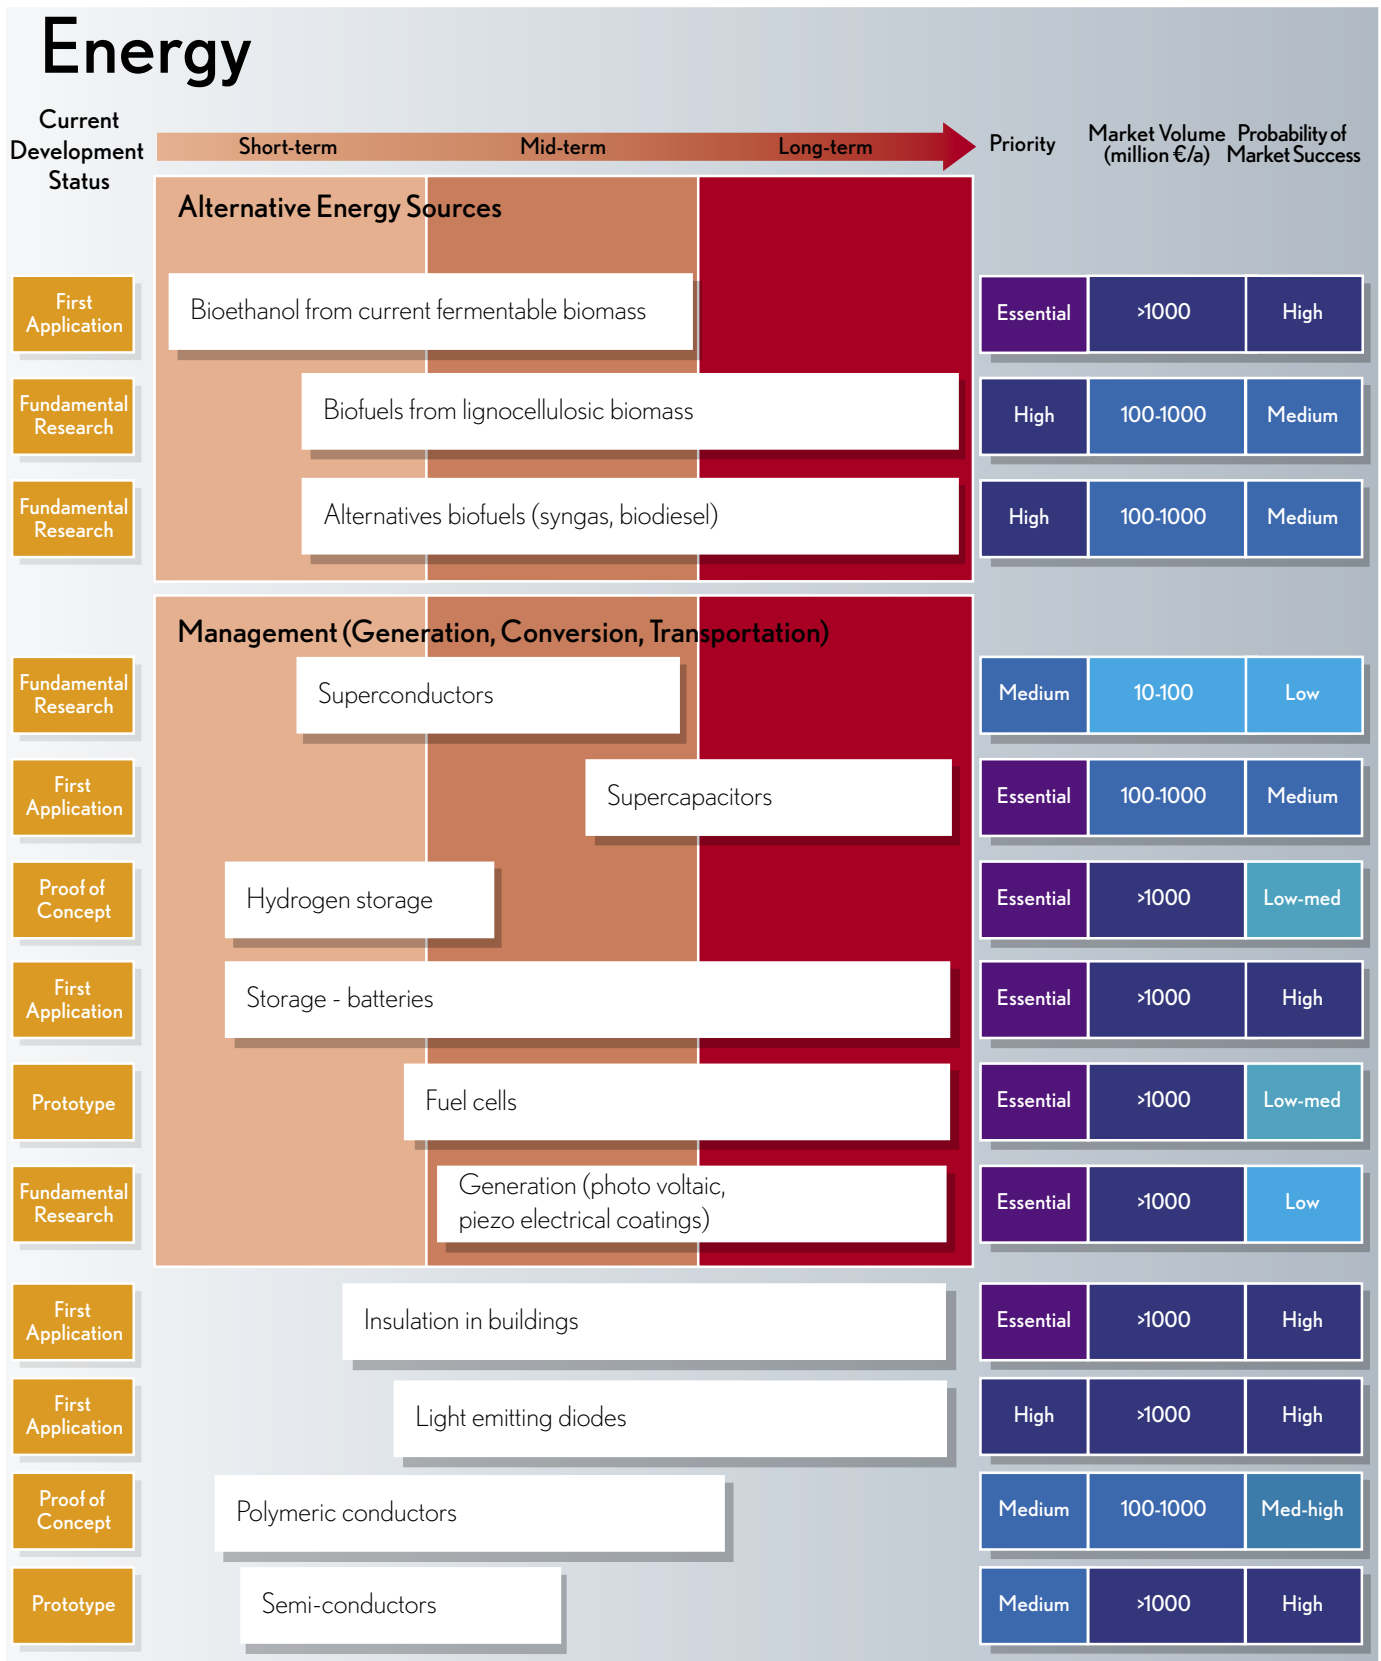 Energy
Current
Development
Status
Short-term
Mid-term
Long-term
Priority
Market Volume
(million €/a)
Probability of
Market Success
Alternative Energy Sources
First
Application
Bioethanol from current fermentable biomass
Essential
>1000
High
Fundamental
Research
Biofuels from lignocellulosic biomass
High
100-1000
Medium
Fundamental
Research
Alternatives biofuels (syngas, biodiesel)
High
100-1000
Medium
Management (Generation, Conversion, Transportation)
Fundamental
Research
Superconductors
Medium
10-100
Low
First
Application
Supercapacitors
Essential
100-1000
Medium
Proof of
Concept
Hydrogen storage
Essential
>1000
Low-med
First
Application
Storage - batteries
Essential
>1000
High
Prototype
Fuel cells
Essential
>1000
Low-med
Fundamental
Research
Generation (photo voltaic,
piezo electrical coatings)
Essential
>1000
Low
First
Application
Insulation in buildings
Essential
>1000
High
First
Application
Light emitting diodes
High
>1000
High
Proof of
Concept
Polymeric conductors
Medium
100-1000
Med-high
Prototype
Semi-conductors
Medium
>1000
High